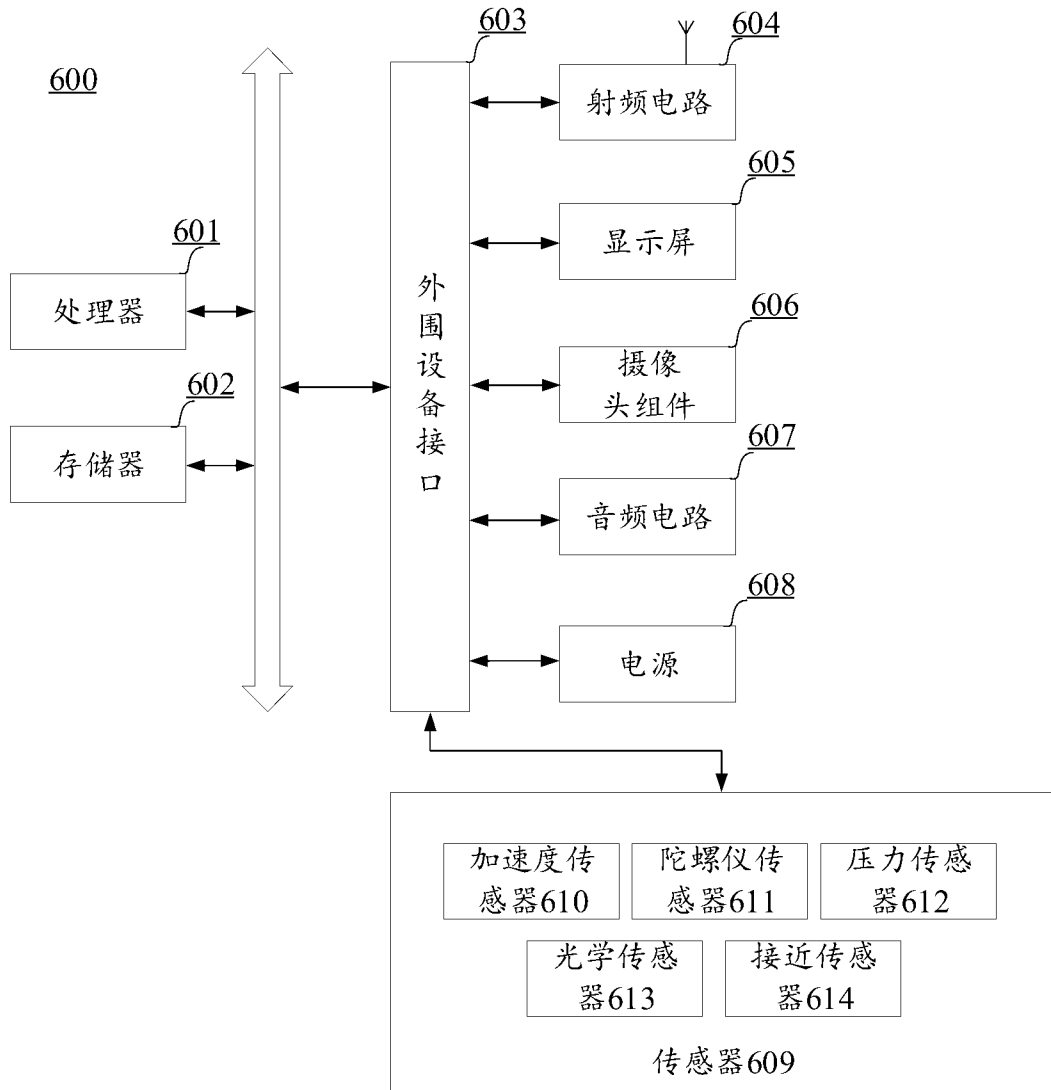 600
603
604
射频电路
605
显示屏
601
处理器
外围设备接口
606
摄像
头组件
602
存储器
607
音频电路
608
电源
加速度传
感器610
陀螺仪传
感器611
压力传感
器612
光学传感
器613
接近传感
器614
传感器609